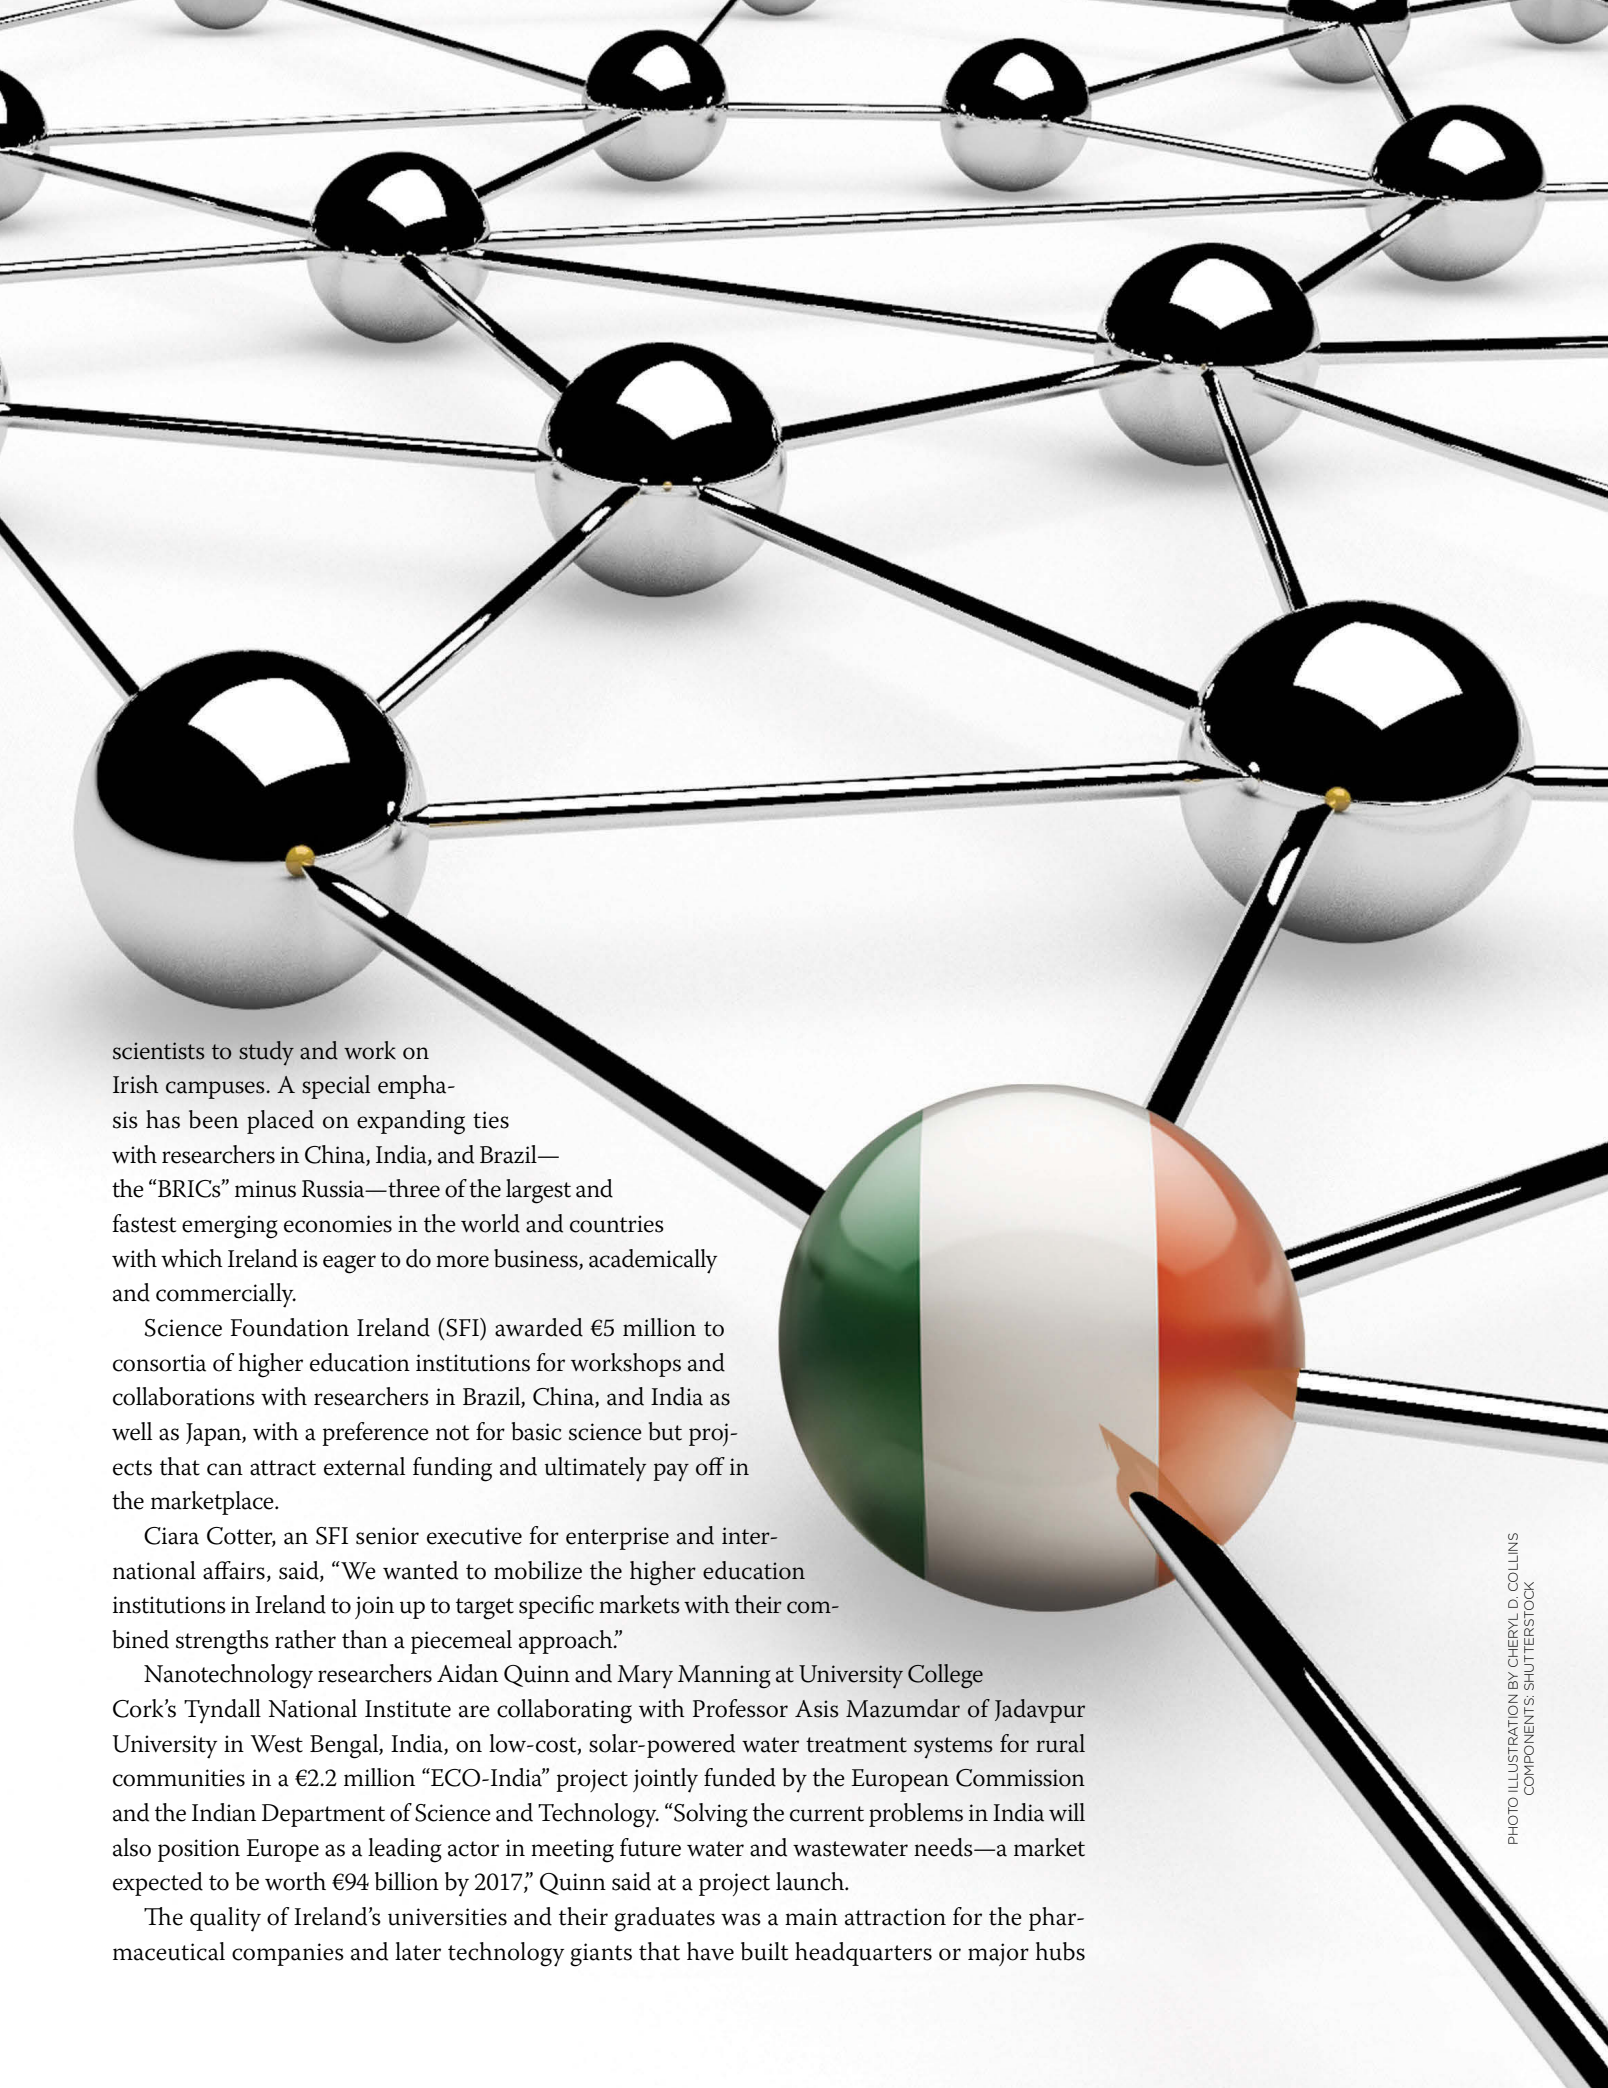 scientists to study and work on
Irish campuses. A special empha-
sis has been placed on expanding ties
with researchers in China, India, and Brazil—
the “BRICs” minus Russia—three of the largest and
fastest emerging economies in the world and countries
with which Ireland is eager to do more business, academically
and commercially.
Science Foundation Ireland (SFI) awarded €5 million to
consortia of higher education institutions for workshops and
collaborations with researchers in Brazil, China, and India as
well as Japan, with a preference not for basic science but proj-
ects that can attract external funding and ultimately pay off in
the marketplace.
Ciara Cotter, an SFI senior executive for enterprise and inter-
national affairs, said, “We wanted to mobilize the higher education
institutions in Ireland to join up to target specific markets with their com-
bined strengths rather than a piecemeal approach.”
Nanotechnology researchers Aidan Quinn and Mary Manning at University College
Cork’s Tyndall National Institute are collaborating with Professor Asis Mazumdar of Jadavpur
University in West Bengal, India, on low-cost, solar-powered water treatment systems for rural
communities in a €2.2 million “ECO-India” project jointly funded by the European Commission
and the Indian Department of Science and Technology. “Solving the current problems in India will
also position Europe as a leading actor in meeting future water and wastewater needs—a market
expected to be worth €94 billion by 2017,” Quinn said at a project launch.
The quality of Ireland’s universities and their graduates was a main attraction for the phar-
maceutical companies and later technology giants that have built headquarters or major hubs
PHOTO ILLUSTRATION BY CHERYL D. COLLINS
COMPONENTS: SHUTTERSTOCK